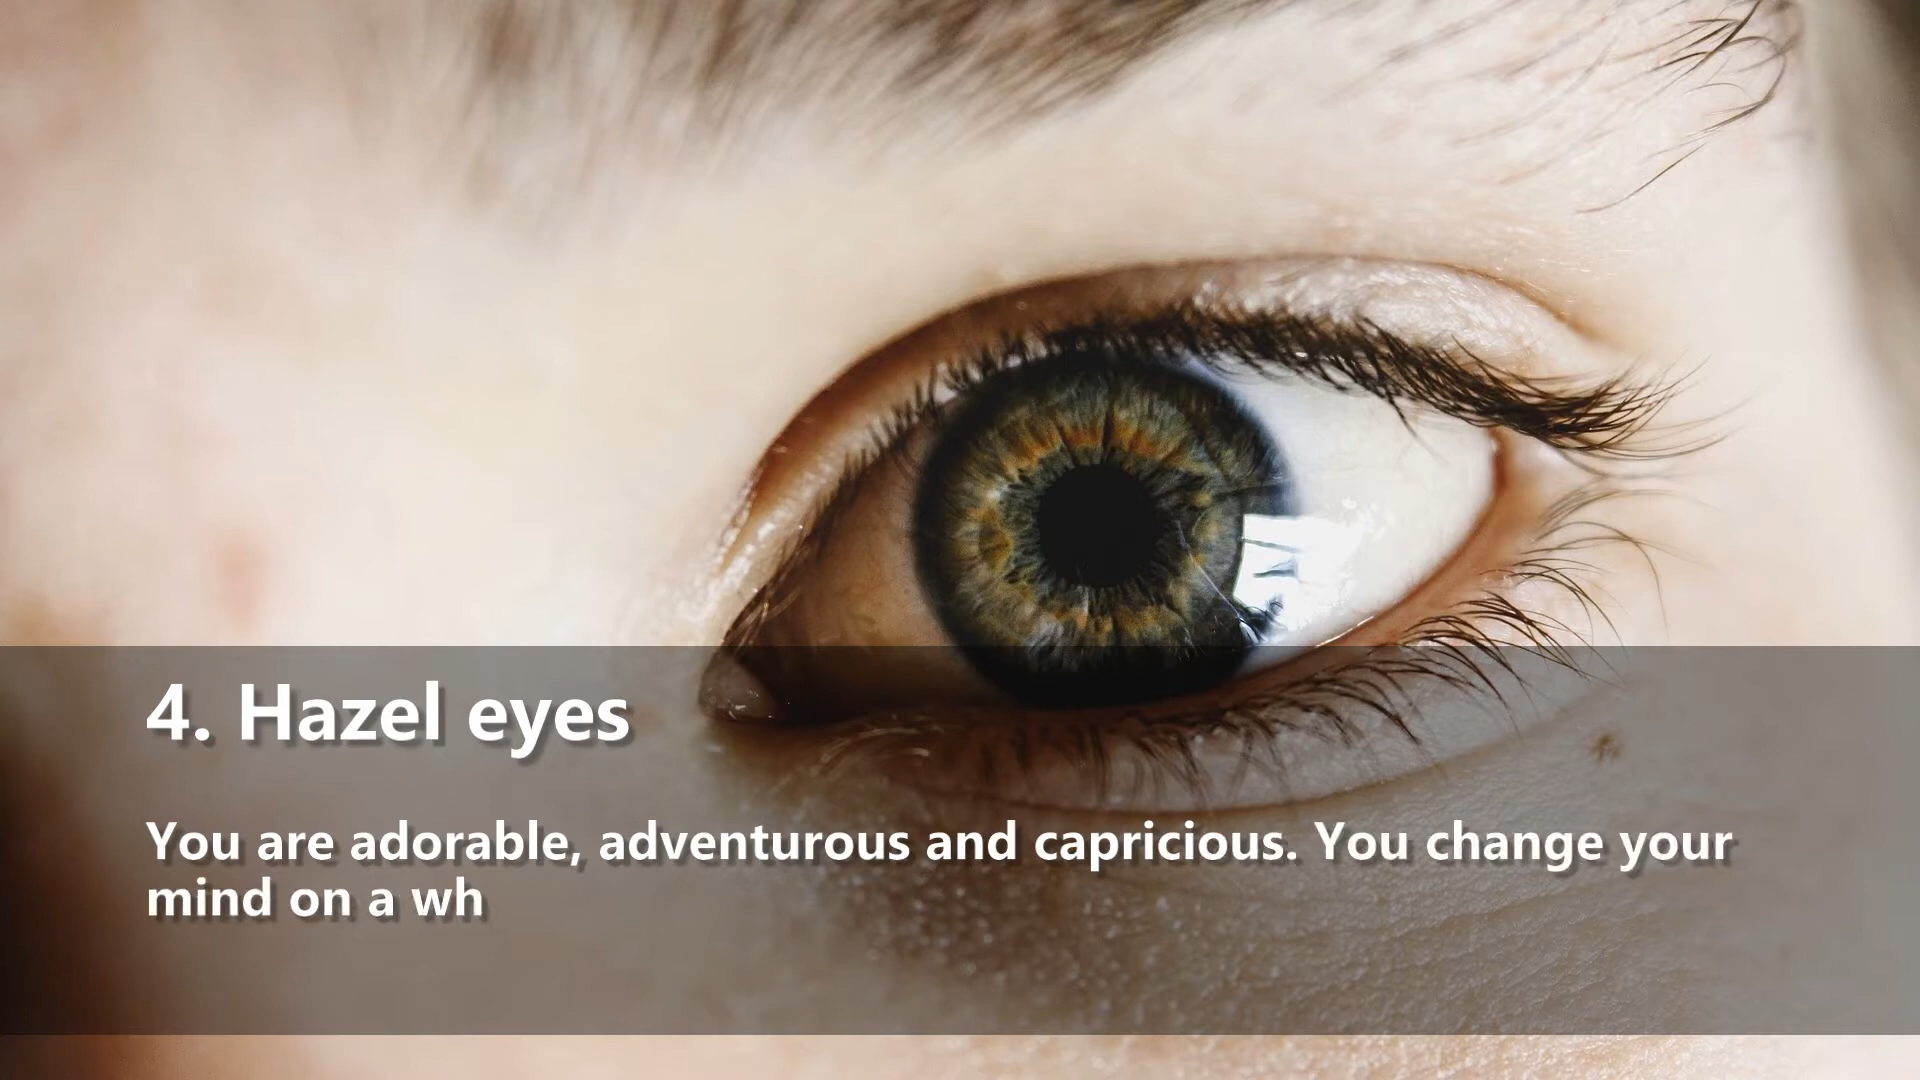 4. Hazel eyes
You are adorable, adventurous and capricious. You change your
mind on a wh